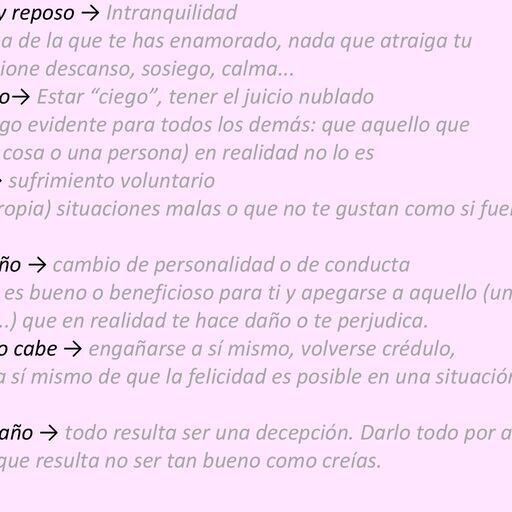 y reposo → Intranquilidad
a de la que te has enamorado, nada que atraiga tu
ione descanso, sosiego, calma...
o→ Estar “ciego”, tener el juicio nublado
go evidente para todos los demás: que aquello que
cosa o una persona) en realidad no lo es
→ sufrimiento voluntario
ropia) situaciones malas o que no te gustan como si fuer
ño → cambio de personalidad o de conducta
es bueno o beneficioso para ti y apegarse a aquello (un
..) que en realidad te hace daño o te perjudica.
o cabe → engañarse a sí mismo, volverse crédulo,
a sí mismo de que la felicidad es posible en una situación
año → todo resulta ser una decepción. Darlo todo por a
que resulta no ser tan bueno como creías.